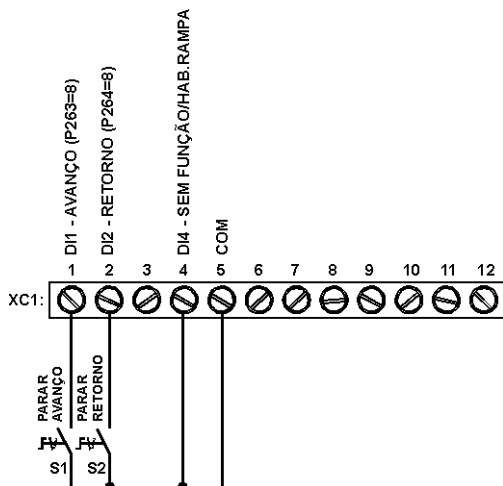 DI1 - AVANÇO (P263=8)
DI2 - RETORNO (P264=8)
DI4 - SEM FUNÇÃO/HAB.RAMPA
COM
1 2 3 4 5 6 7 8 9 10 11 12
XC1:
PARAR
AVANÇO
PARAR
RETORNO
S1
S2